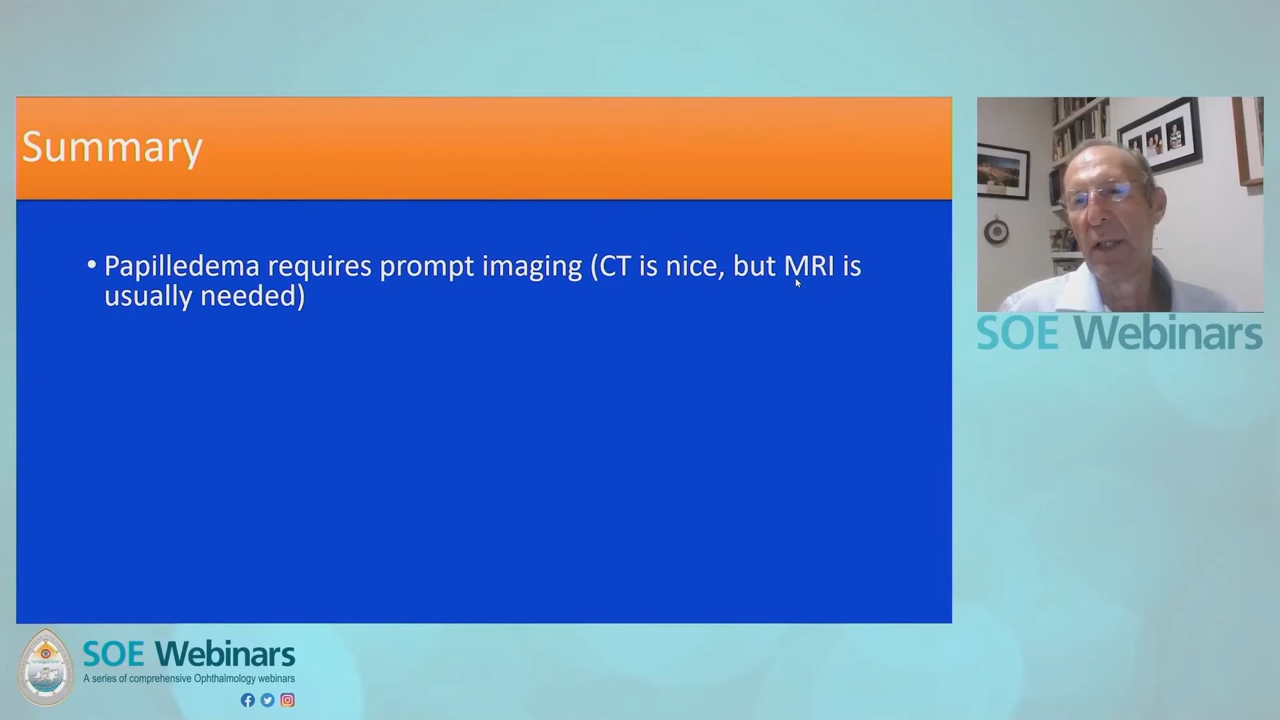 Summary
• Papilledema requires prompt imaging (CT is nice, but MRI is
usually needed)
SOE Webinars
SOE Webinars
A series of comprehensive Ophthalmology webinars